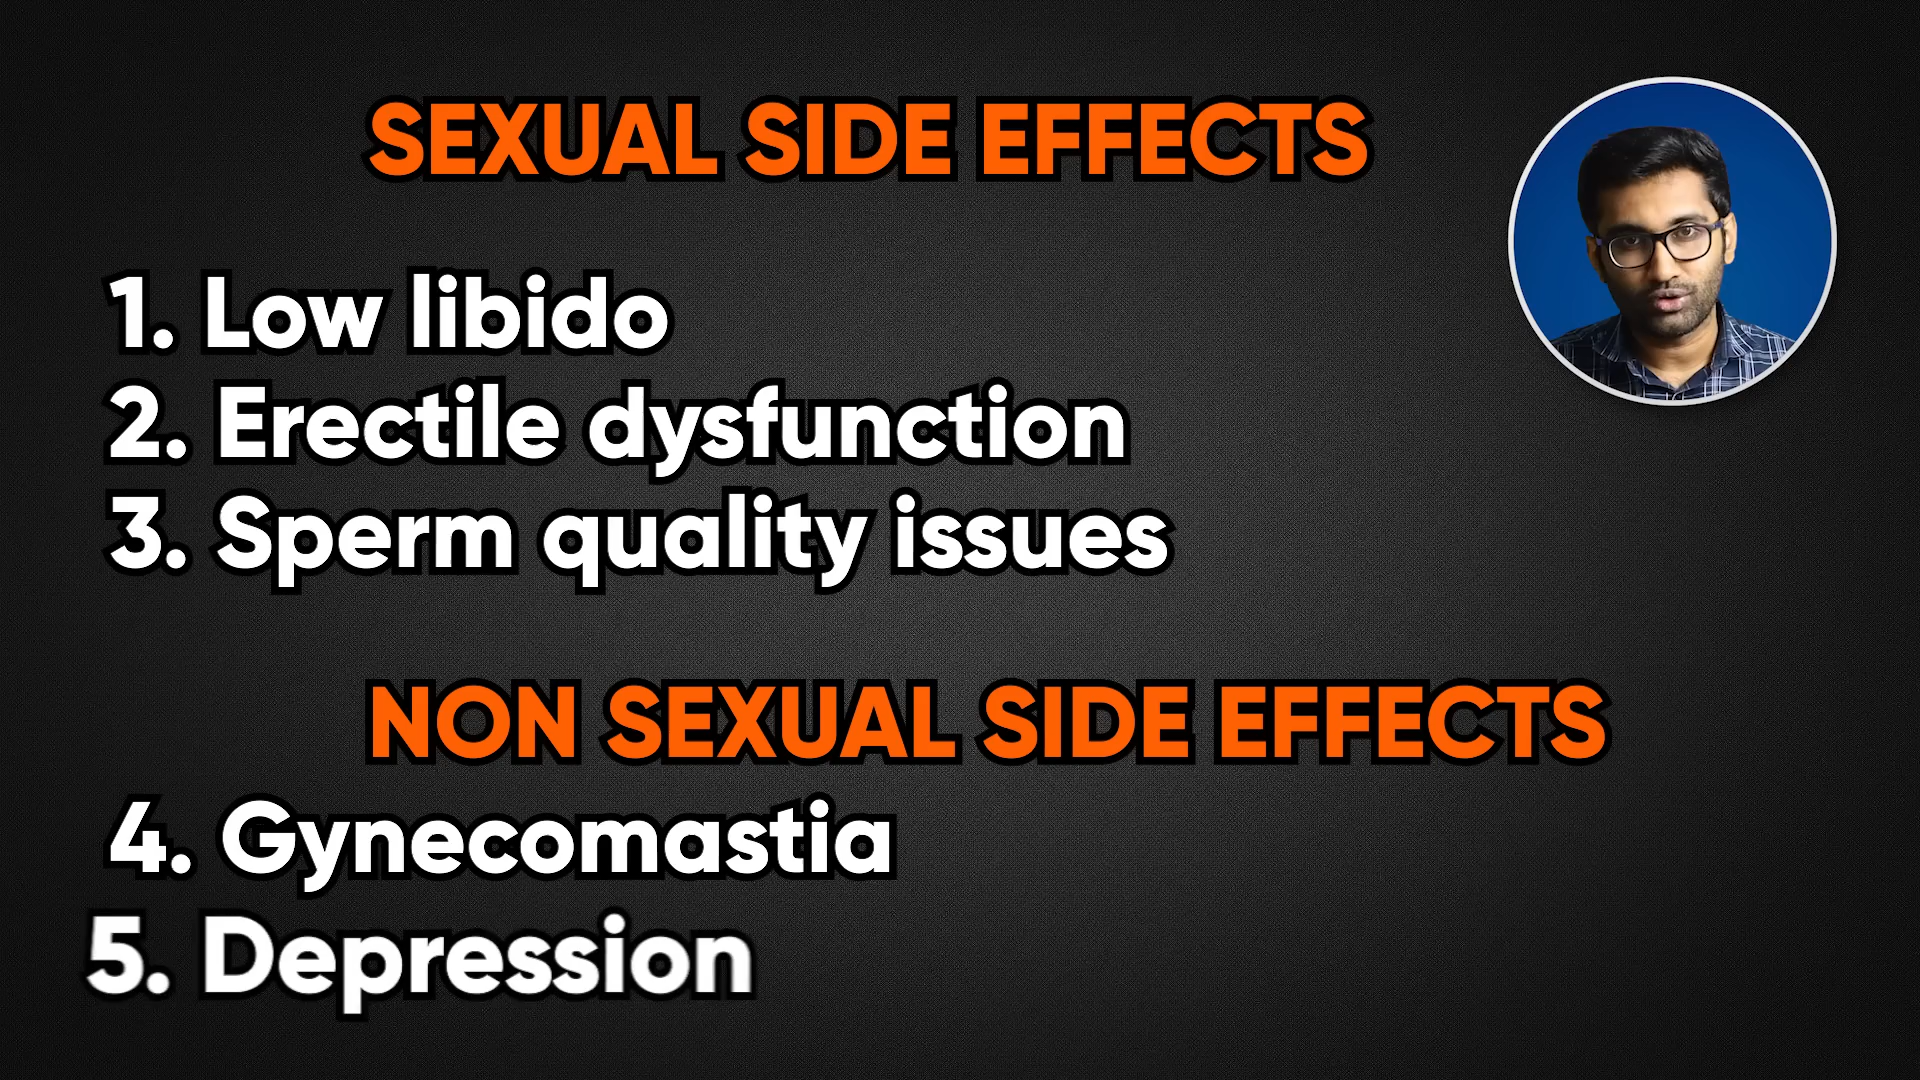 SEXUAL SIDE EFFECTS
1. Low libido
2. Erectile dysfunction
3. Sperm quality issues
NON SEXUAL SIDE EFFECTS
4. Gynecomastia
5. Depression